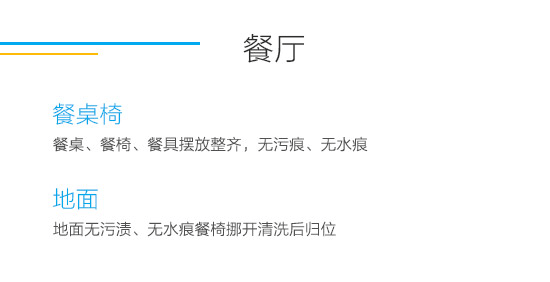 餐厅
餐桌椅
餐桌、餐椅、餐具摆放整齐，无污痕、无水痕
地面
地面无污渍、无水痕餐椅挪开清洗后归位